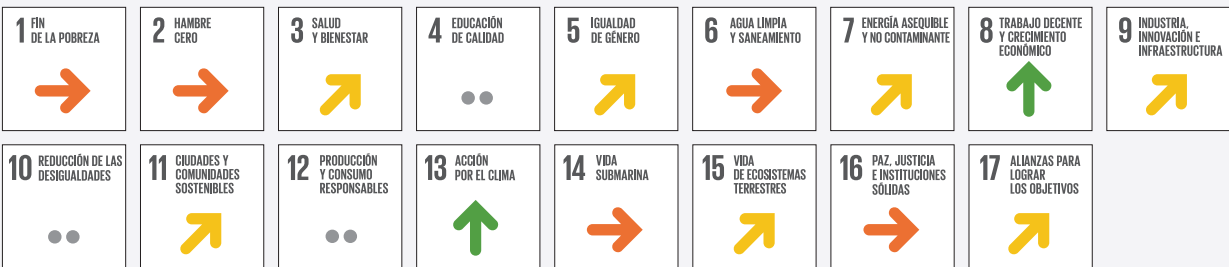 1 FIN
DE LA POBREZA
2 HAMBRE
CERO
3 SALUD
Y BIENESTAR
4 EDUCACIÓN
DE CALIDAD
5 IGUALDAD
DE GÉNERO
6 AGUA LIMPIA
Y SANEAMIENTO
7 ENERGÍA ASEQUIBLE
Y NO CONTAMINANTE
8 TRABAJO DECENTE
Y CRECIMIENTO
ECONÓMICO
9 INDUSTRIA,
INNOVACIÓN E
INFRAESTRUCTURA
10 REDUCCIÓN DE LAS
DESIGUALDADES
11 CIUDADES Y
COMUNIDADES
SOSTENIBLES
12 PRODUCCIÓN
Y CONSUMO
RESPONSABLES
13 ACCIÓN
POR EL CLIMA
14 VIDA
SUBMARINA
15 VIDA
DE ECOSISTEMAS
TERRESTRES
16 PAZ, JUSTICIA
E INSTITUCIONES
SÓLIDAS
17 ALIANZAS PARA
LOGRAR
LOS OBJETIVOS